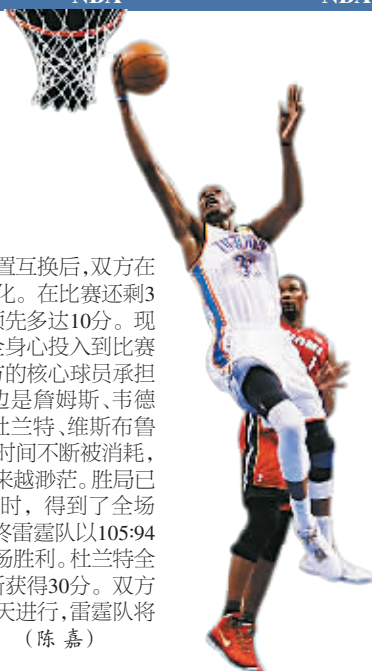 NBA NBA
置互换后,双方在
化。在比赛还剩3
领先多达10分。现
全身心投入到比赛
方的核心球员承担
边是詹姆斯、韦德
杜兰特、维斯布鲁
时间不断被消耗,
来越渺茫。胜局已
时,得到了全场
终雷霆队以105:94
场胜利。杜兰特全
斩获得30分。双方
天进行,雷霆队将
(陈 嘉)